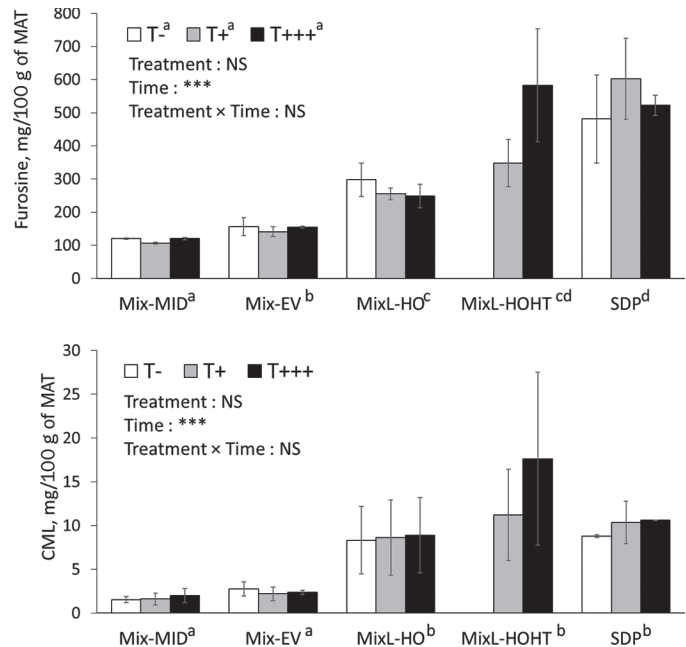 Furosine, mg/100 g of MAT
800
700
600
500
400
300
200
100
0
T-a T+a T+++a
Treatment : NS
Time : ***
Treatment × Time : NS
Mix-MIDa Mix-EV b MixL-HOc MixL-HOHT cd SDPd
CML, mg/100 g of MAT
30
25
20
15
10
5
0
T- T+ T+++
Treatment : NS
Time : ***
Treatment × Time : NS
Mix-MIDa Mix-EV a MixL-HOb MixL-HOHT b SDPb